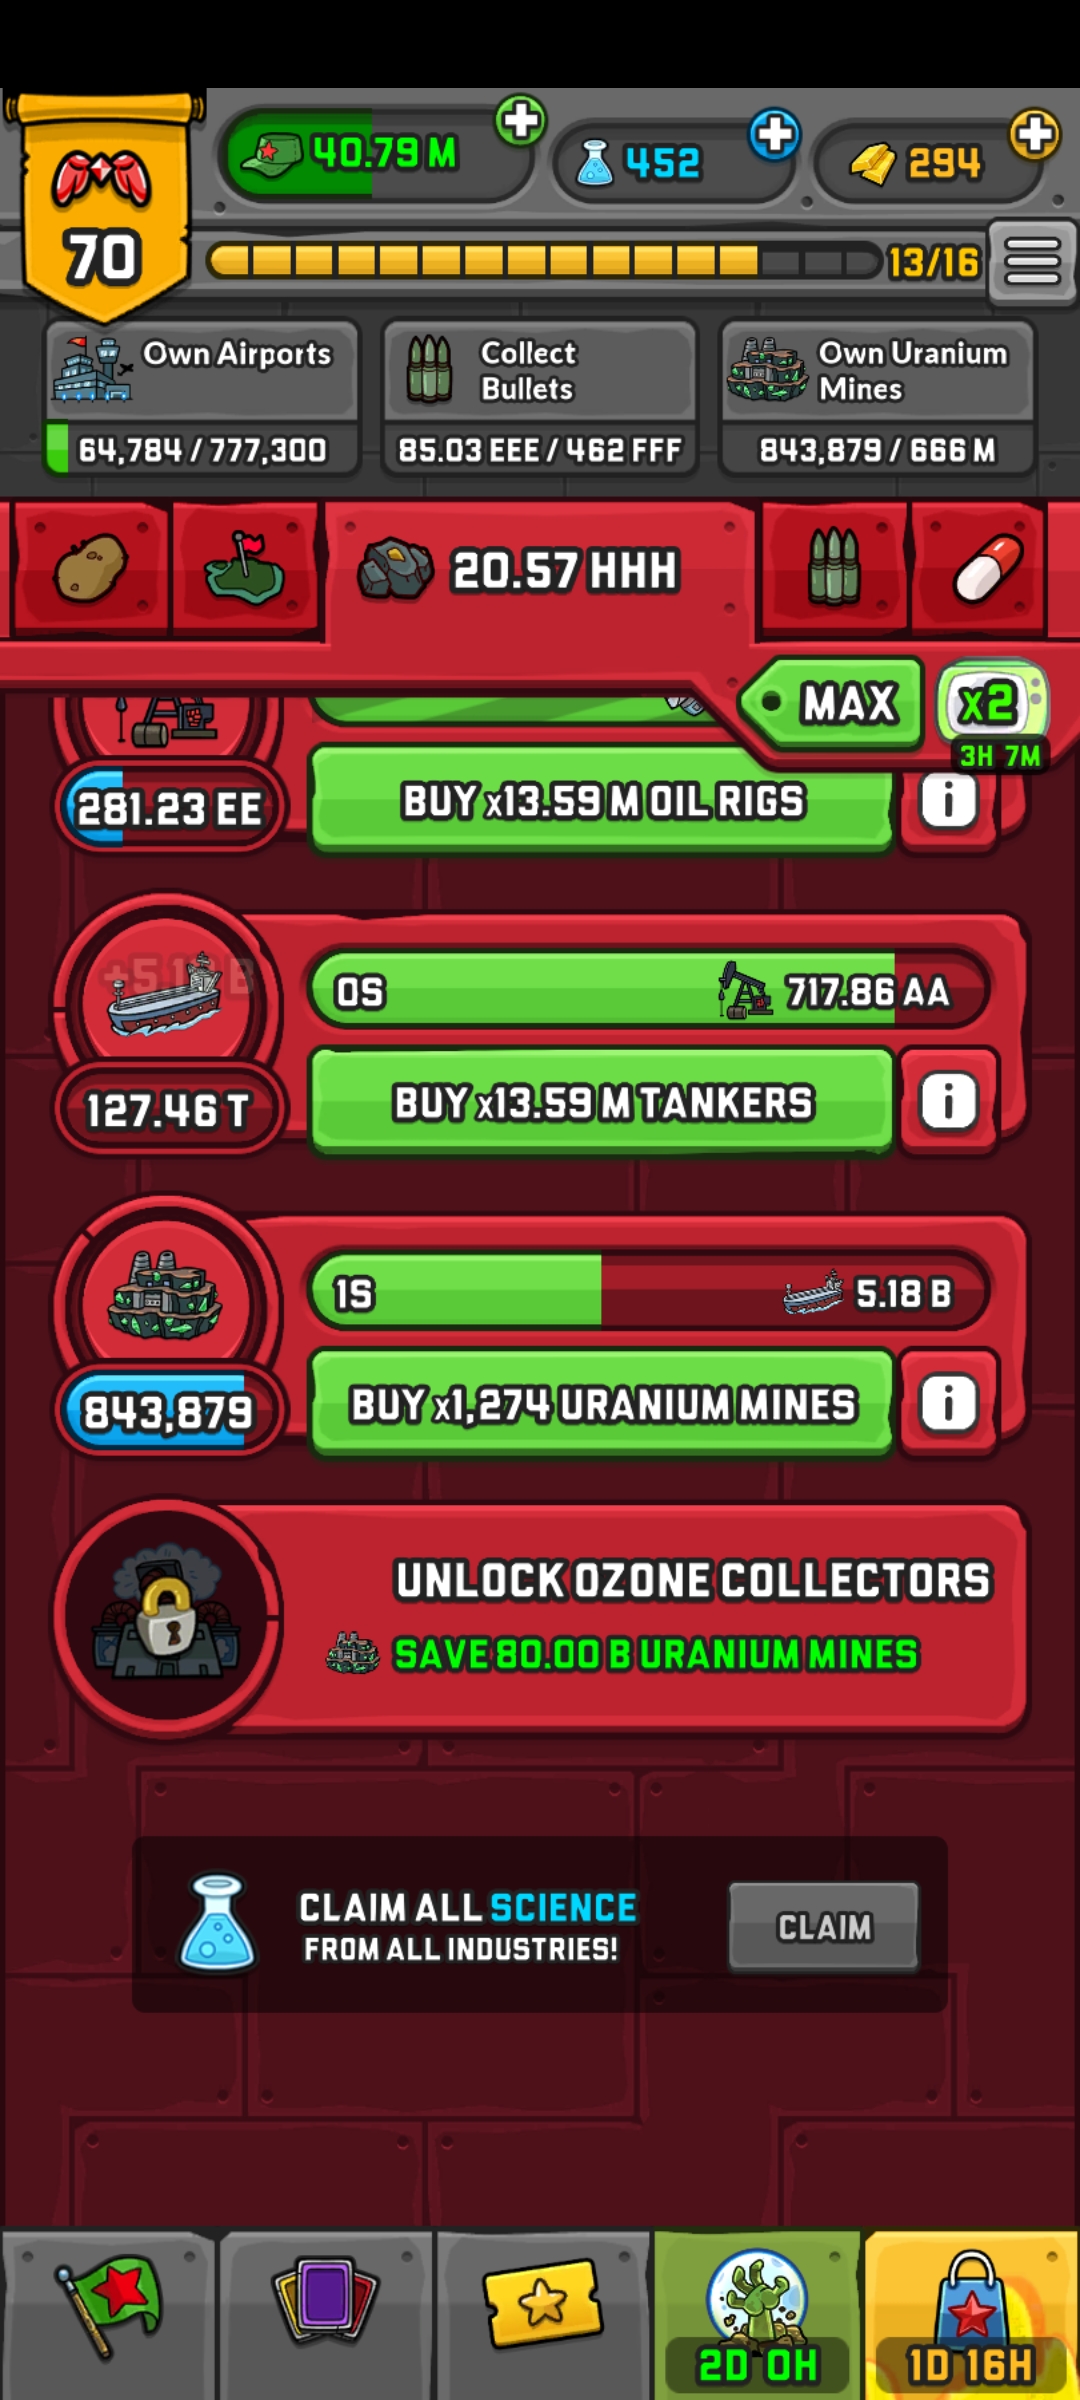 40.79 M
452
294
70
13/16
Own Airports
64,784 / 777,300
Collect
Bullets
85.03 EEE / 462 FFF
Own Uranium
Mines
843,879 / 666 M
20.57 HHH
MAX
x2
3H 7M
281.23 EE
BUY x13.59 M OIL RIGS
i
+5.18 B
0S
717.86 AA
127.46 T
BUY x13.59 M TANKERS
i
1S
5.18 B
843,879
BUY x1,274 URANIUM MINES
i
UNLOCK OZONE COLLECTORS
SAVE 80.00 B URANIUM MINES
CLAIM ALL SCIENCE
FROM ALL INDUSTRIES!
CLAIM
2D 0H
1D 16H